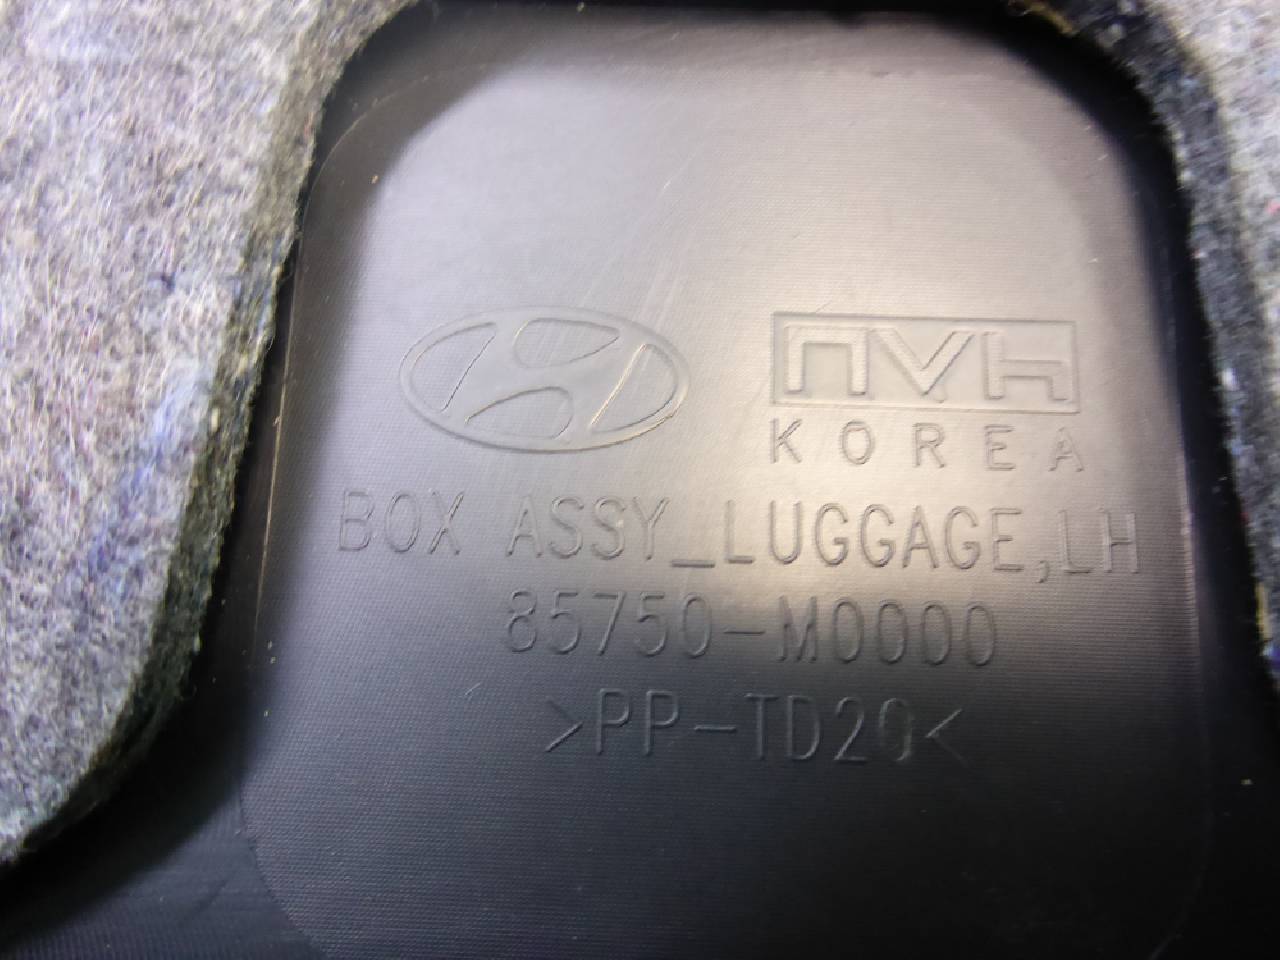 NVH
KOREA
BOX ASSY_LUGGAGE,LH
85750-M0000
>PP-TD20<